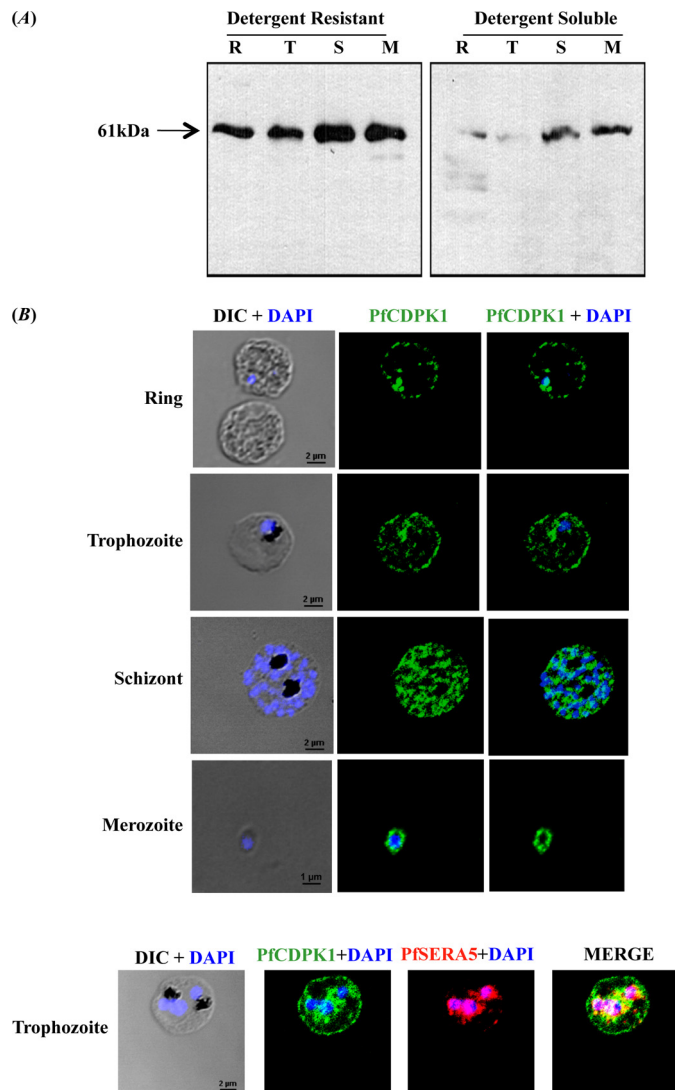 (A)
Detergent Resistant
Detergent Soluble
R T S M
R T S M
61kDa
(B)
DIC + DAPI
PfCDPK1
PfCDPK1 + DAPI
Ring
2 µm
Trophozoite
2 µm
Schizont
2 µm
Merozoite
1 µm
DIC + DAPI
PfCDPK1+DAPI
PfSERA5+DAPI
MERGE
Trophozoite
2 µm